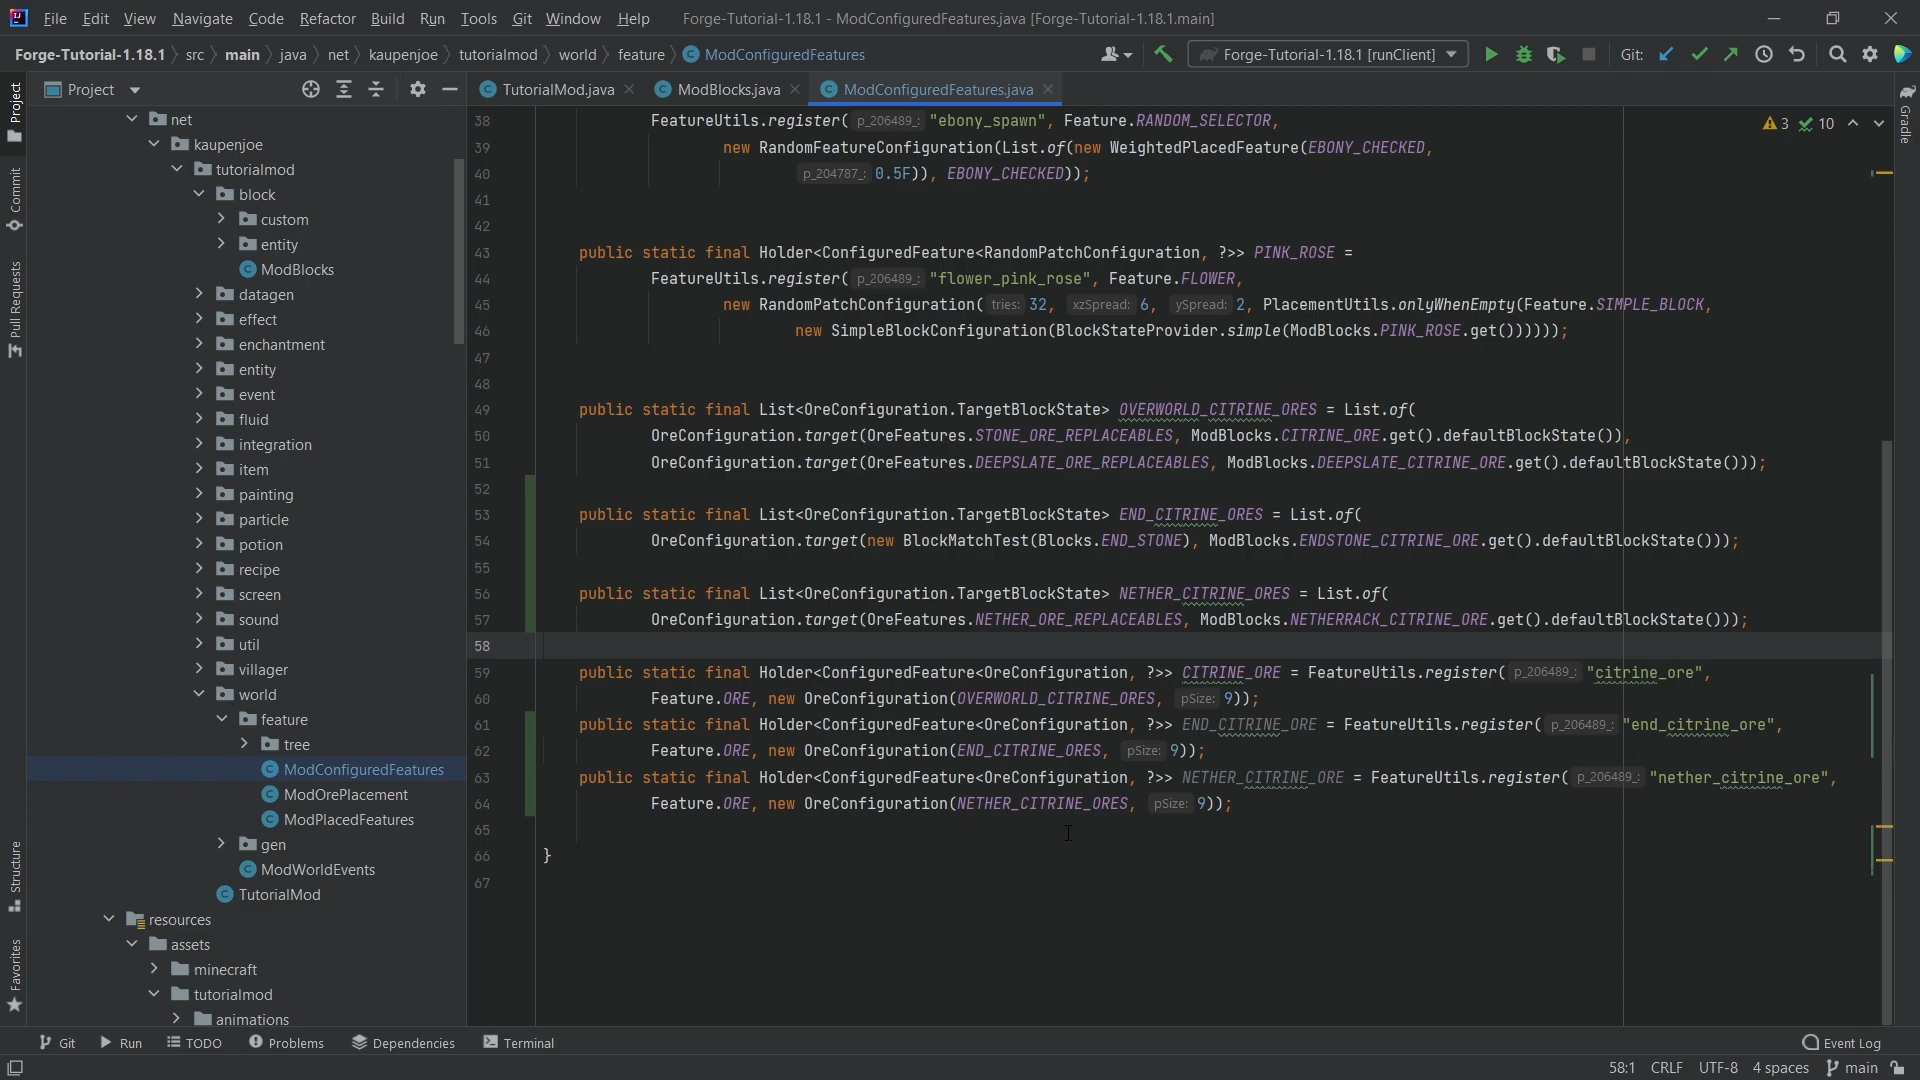 File Edit View Navigate Code Refactor Build Run Tools Git Window Help Forge-Tutorial-1.18.1 - ModConfiguredFeatures.java [Forge-Tutorial-1.18.1.main]
Forge-Tutorial-1.18.1 src main java net kaupenjoe tutorialmod world feature ModConfiguredFeatures Forge-Tutorial-1.18.1 [runClient] Git:
Project TutorialMod.java ModBlocks.java ModConfiguredFeatures.java
Project
Commit
Pull Requests
Structure
Favorites
net
kaupenjoe
tutorialmod
block
custom
entity
ModBlocks
datagen
effect
enchantment
entity
event
fluid
integration
item
painting
particle
potion
recipe
screen
sound
util
villager
world
feature
tree
ModConfiguredFeatures
ModOrePlacement
ModPlacedFeatures
gen
ModWorldEvents
TutorialMod
resources
assets
minecraft
tutorialmod
animations
38 FeatureUtils.register( p_206489_: "ebony_spawn", Feature.RANDOM_SELECTOR,
39 new RandomFeatureConfiguration(List.of(new WeightedPlacedFeature(EBONY_CHECKED,
40 p_204787_: 0.5F)), EBONY_CHECKED));
41
42
43 public static final Holder<ConfiguredFeature<RandomPatchConfiguration, ?>> PINK_ROSE =
44 FeatureUtils.register( p_206489_: "flower_pink_rose", Feature.FLOWER,
45 new RandomPatchConfiguration( tries: 32, xzSpread: 6, ySpread: 2, PlacementUtils.onlyWhenEmpty(Feature.SIMPLE_BLOCK,
46 new SimpleBlockConfiguration(BlockStateProvider.simple(ModBlocks.PINK_ROSE.get())))));
47
48
49 public static final List<OreConfiguration.TargetBlockState> OVERWORLD_CITRINE_ORES = List.of(
50 OreConfiguration.target(OreFeatures.STONE_ORE_REPLACEABLES, ModBlocks.CITRINE_ORE.get().defaultBlockState()),
51 OreConfiguration.target(OreFeatures.DEEPSLATE_ORE_REPLACEABLES, ModBlocks.DEEPSLATE_CITRINE_ORE.get().defaultBlockState()));
52
53 public static final List<OreConfiguration.TargetBlockState> END_CITRINE_ORES = List.of(
54 OreConfiguration.target(new BlockMatchTest(Blocks.END_STONE), ModBlocks.ENDSTONE_CITRINE_ORE.get().defaultBlockState()));
55
56 public static final List<OreConfiguration.TargetBlockState> NETHER_CITRINE_ORES = List.of(
57 OreConfiguration.target(OreFeatures.NETHER_ORE_REPLACEABLES, ModBlocks.NETHERRACK_CITRINE_ORE.get().defaultBlockState()));
58
59 public static final Holder<ConfiguredFeature<OreConfiguration, ?>> CITRINE_ORE = FeatureUtils.register( p_206489_: "citrine_ore",
60 Feature.ORE, new OreConfiguration(OVERWORLD_CITRINE_ORES, pSize: 9));
61 public static final Holder<ConfiguredFeature<OreConfiguration, ?>> END_CITRINE_ORE = FeatureUtils.register( p_206489_: "end_citrine_ore",
62 Feature.ORE, new OreConfiguration(END_CITRINE_ORES, pSize: 9));
63 public static final Holder<ConfiguredFeature<OreConfiguration, ?>> NETHER_CITRINE_ORE = FeatureUtils.register( p_206489_: "nether_citrine_ore",
64 Feature.ORE, new OreConfiguration(NETHER_CITRINE_ORES, pSize: 9));
65
66 }
67
3 10
Gradle
Git Run TODO Problems Dependencies Terminal Event Log
58:1 CRLF UTF-8 4 spaces main